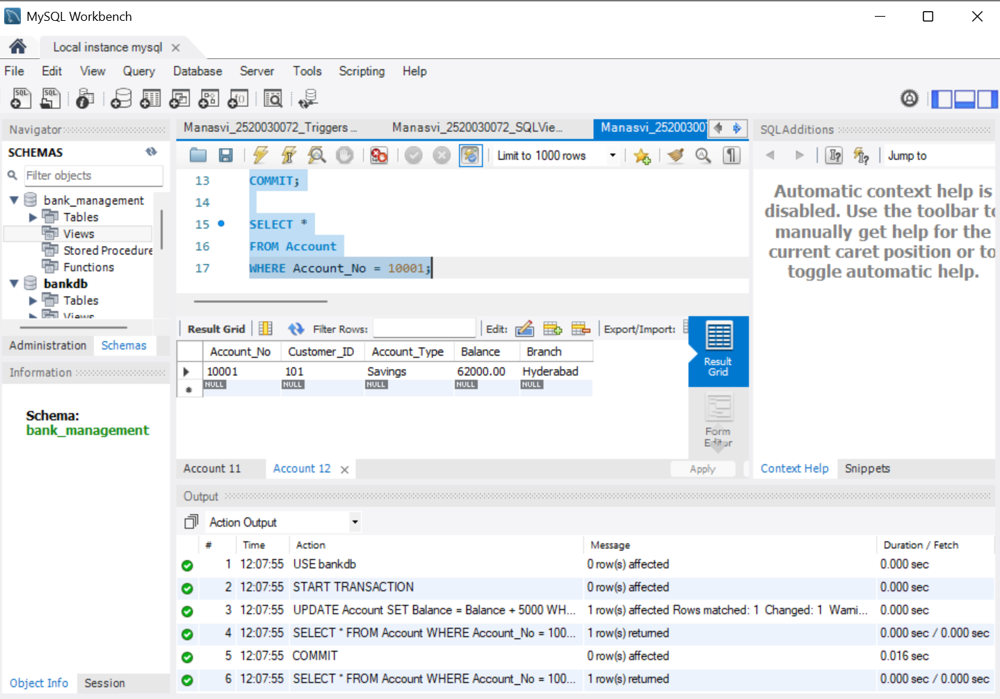 MySQL Workbench
Local instance mysql
File Edit View Query Database Server Tools Scripting Help
Navigator
SCHEMAS
Filter objects
bank_management
Tables
Views
Stored Procedure
Functions
bankdb
Tables
Views
Administration Schemas
Information
Schema:
bank_management
Object Info Session
Manasvi_2520030072_Triggers... Manasvi_2520030072_SQLVie... Manasvi_25200300
Limit to 1000 rows
13 COMMIT;
14
15 SELECT *
16 FROM Account
17 WHERE Account_No = 10001;
Result Grid Filter Rows: Edit: Export/Import:
Account_No Customer_ID Account_Type Balance Branch
10001 101 Savings 62000.00 Hyderabad
NULL NULL NULL NULL NULL
Result
Grid
Form
Editor
Account 11 Account 12 Apply
SQLAdditions
Jump to
Automatic context help is
disabled. Use the toolbar to
manually get help for the
current caret position or to
toggle automatic help.
Context Help Snippets
Output
Action Output
# Time Action Message Duration / Fetch
1 12:07:55 USE bankdb 0 row(s) affected 0.000 sec
2 12:07:55 START TRANSACTION 0 row(s) affected 0.000 sec
3 12:07:55 UPDATE Account SET Balance = Balance + 5000 WH... 1 row(s) affected Rows matched: 1 Changed: 1 Warni... 0.000 sec
4 12:07:55 SELECT * FROM Account WHERE Account_No = 100... 1 row(s) returned 0.000 sec / 0.000 sec
5 12:07:55 COMMIT 0 row(s) affected 0.016 sec
6 12:07:55 SELECT * FROM Account WHERE Account_No = 100... 1 row(s) returned 0.000 sec / 0.000 sec